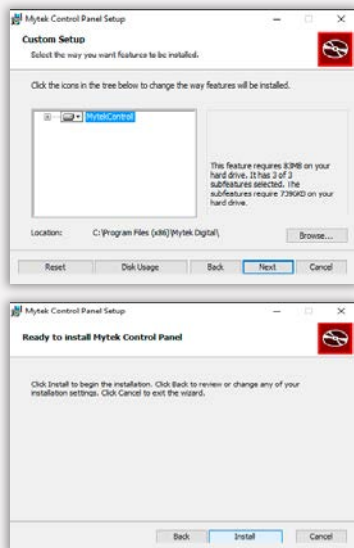 Mytek Control Panel Setup
Custom Setup
Select the way you want features to be installed.
Click the icons in the tree below to change the way features will be installed.
MytekControl
This feature requires 83MB on your
hard drive. It has 3 of 3
subfeatures selected. The
subfeatures require 7390KB on your
hard drive.
Location: C:\Program Files (x86)\Mytek Digital\
Browse...
Reset Disk Usage Back Next Cancel
Mytek Control Panel Setup
Ready to install Mytek Control Panel
Click Install to begin the installation. Click Back to review or change any of your
installation settings. Click Cancel to exit the wizard.
Back Install Cancel